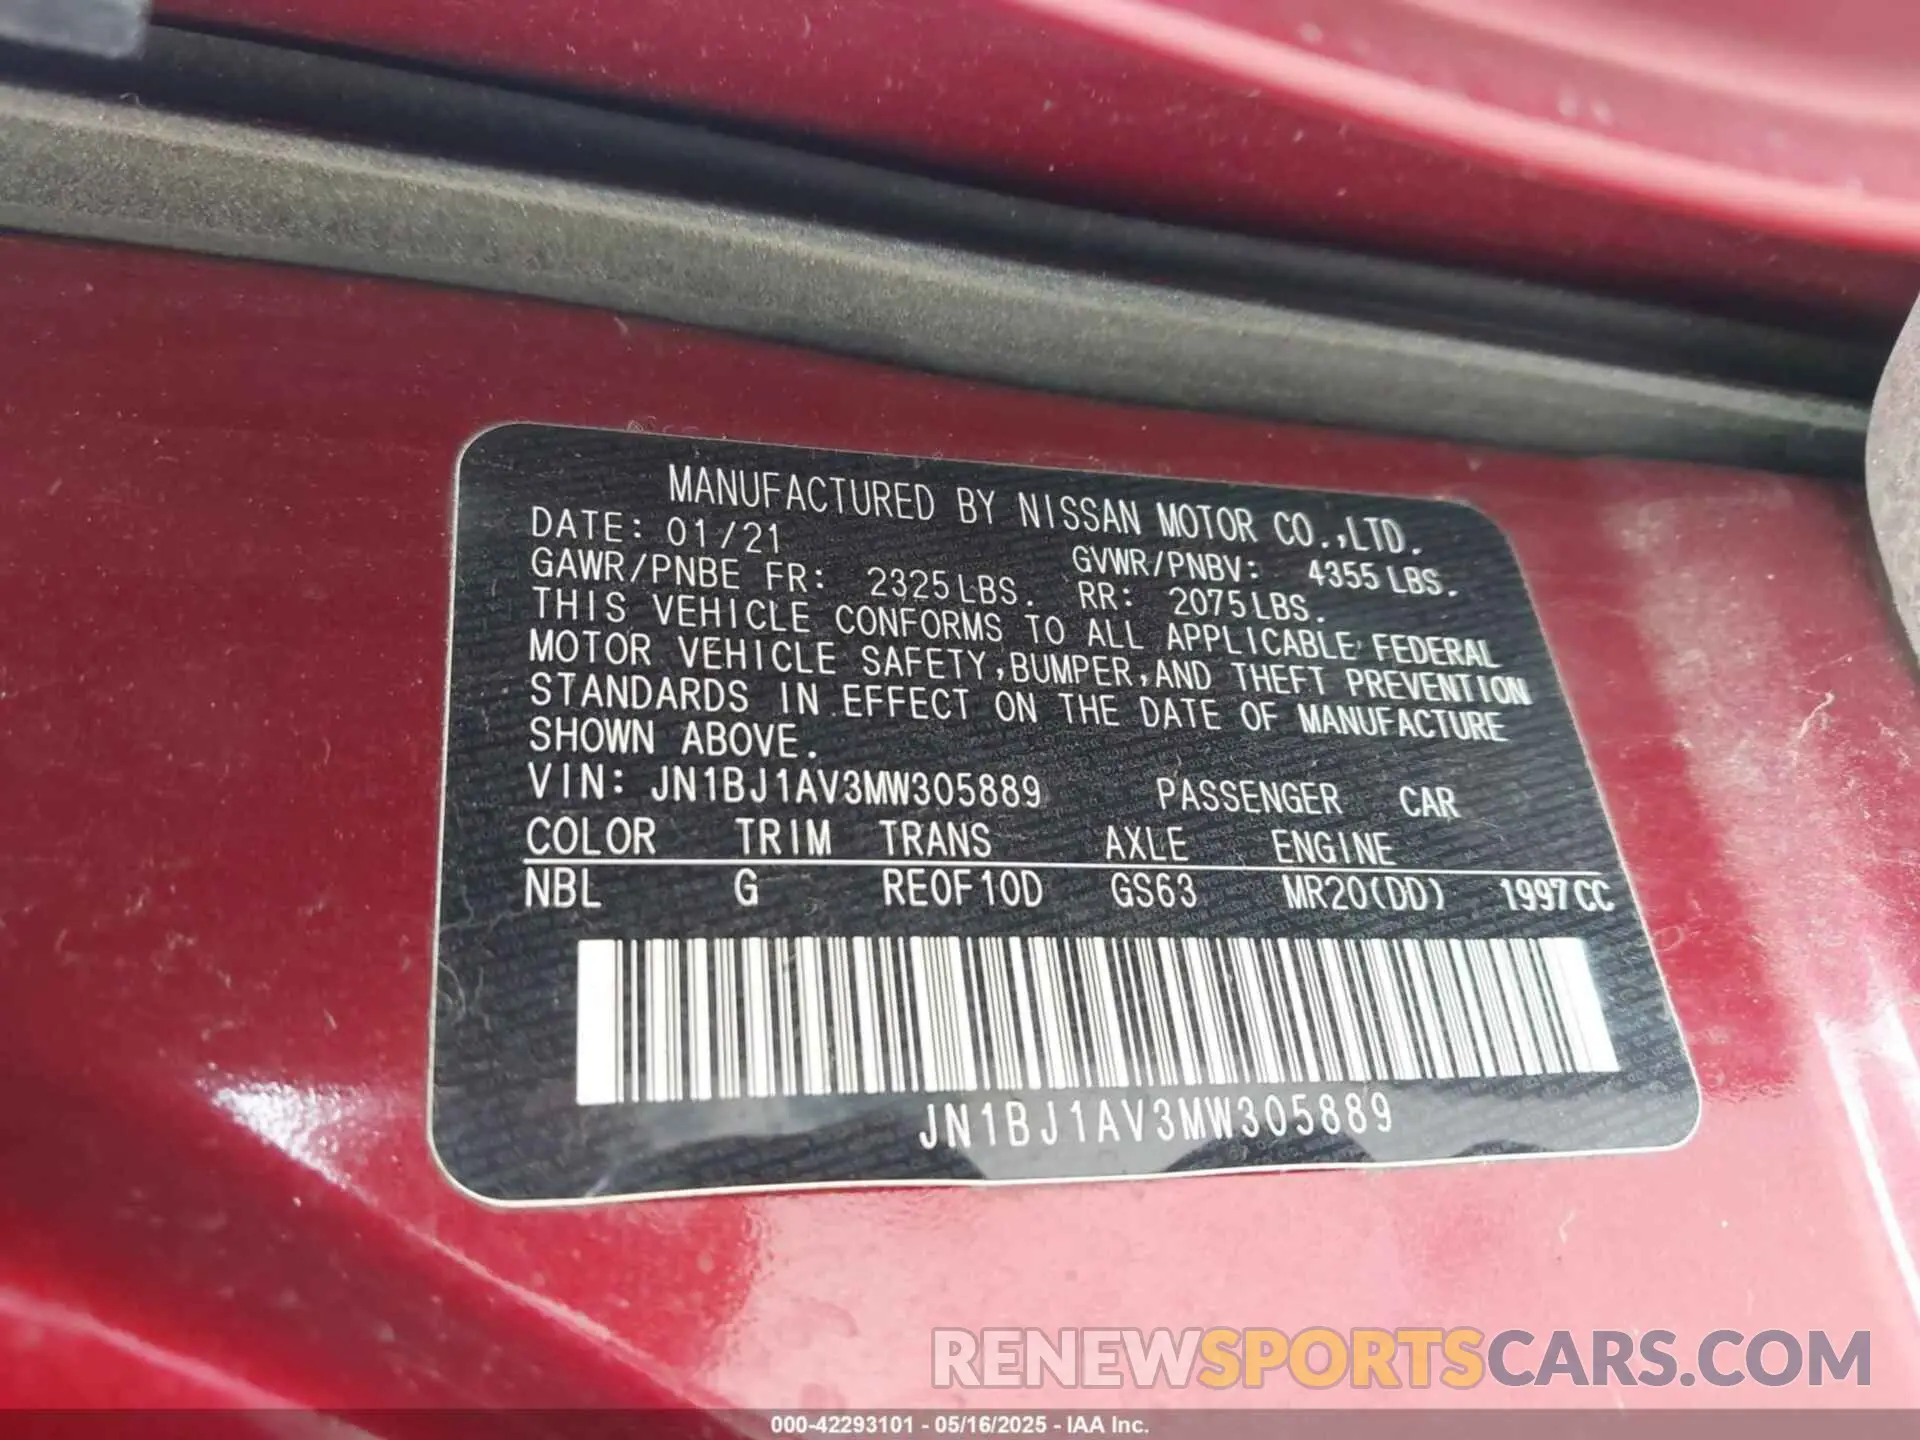 MANUFACTURED BY NISSAN MOTOR CO.,LTD.
DATE: 01/21 GVWR/PNBV: 4355 LBS.
GAWR/PNBE FR: 2325 LBS. RR: 2075 LBS.
THIS VEHICLE CONFORMS TO ALL APPLICABLE FEDERAL
MOTOR VEHICLE SAFETY,BUMPER,AND THEFT PREVENTION
STANDARDS IN EFFECT ON THE DATE OF MANUFACTURE
SHOWN ABOVE.
VIN: JN1BJ1AV3MW305889 PASSENGER CAR
COLOR TRIM TRANS AXLE ENGINE
NBL G RE0F10D GS63 MR20(DD) 1997CC
JN1BJ1AV3MW305889
RENEWSPORTSCARS.COM
000-42293101 - 05/16/2025 - IAA Inc.